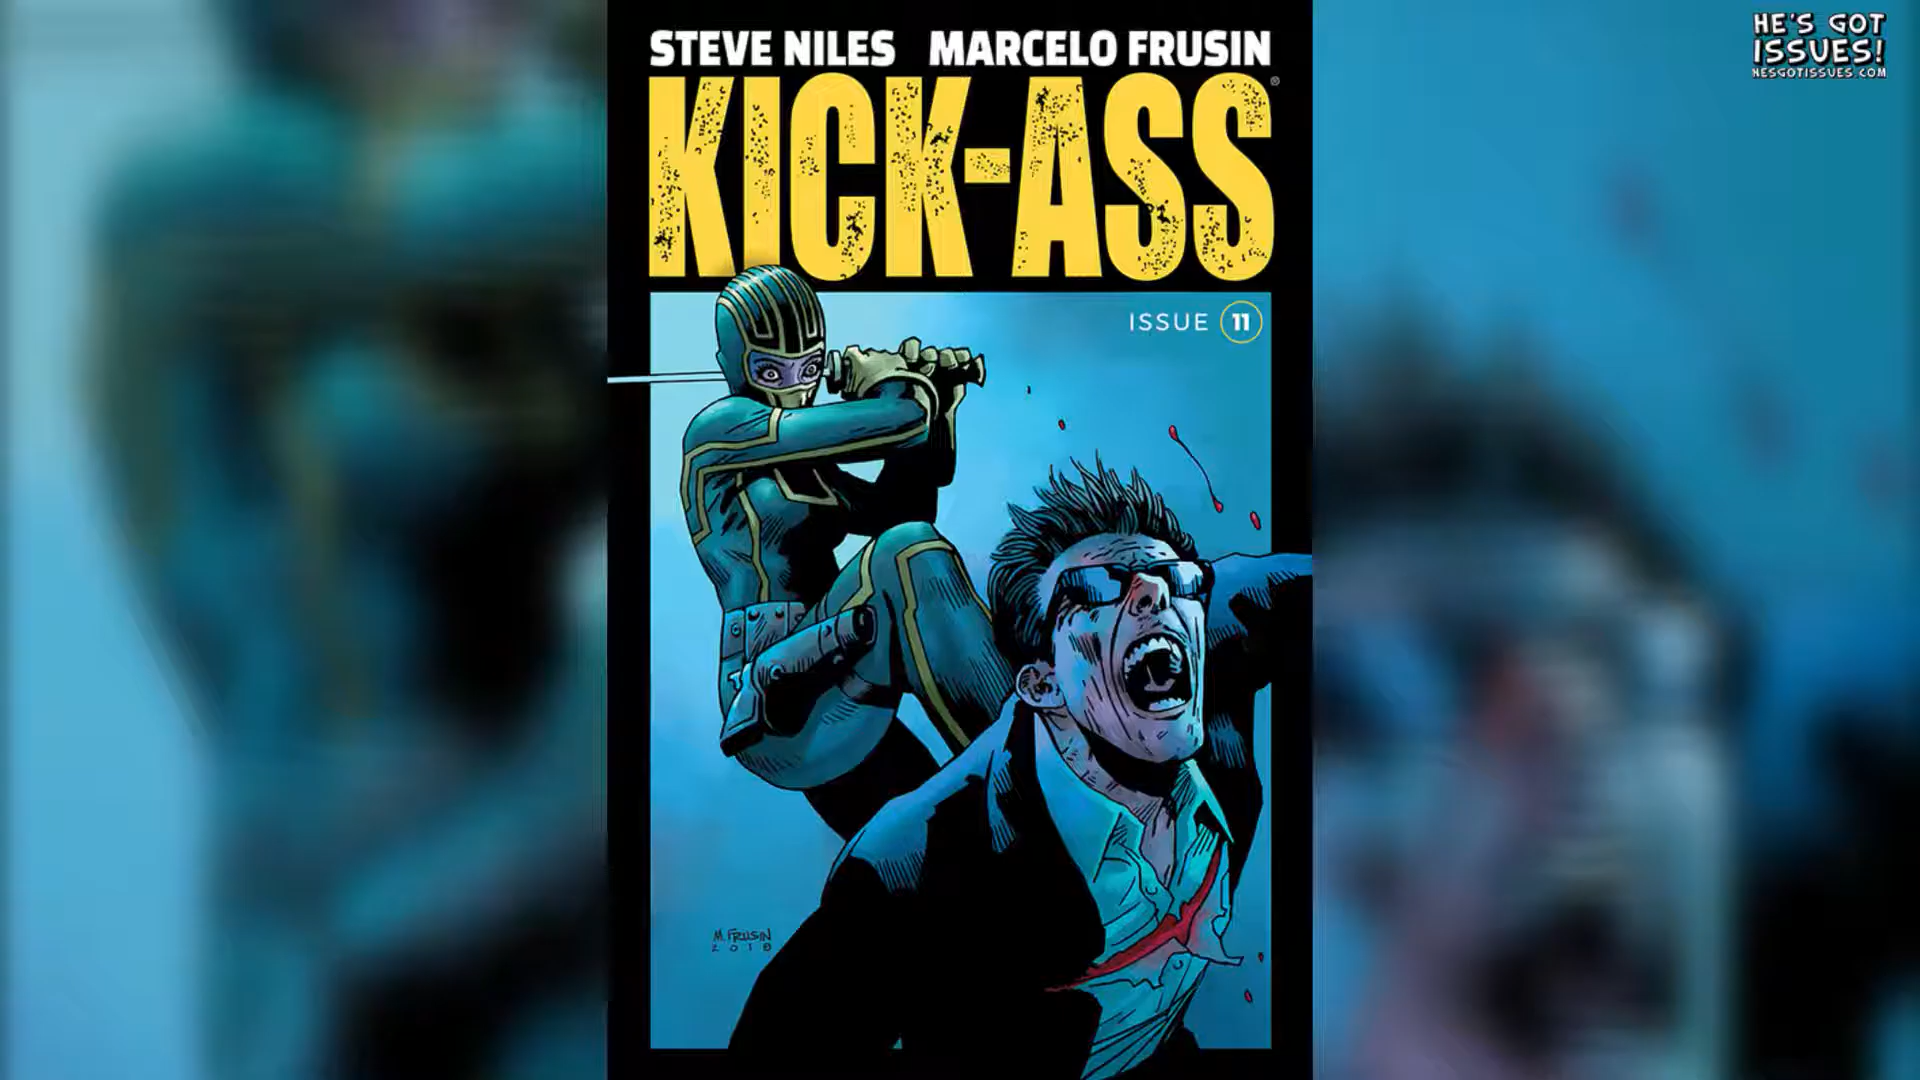 STEVE NILES MARCELO FRUSIN
KICK-ASS®
ISSUE 11
M. FRUSIN
2018
HE'S GOT
ISSUES!
HESGOTISSUES.COM